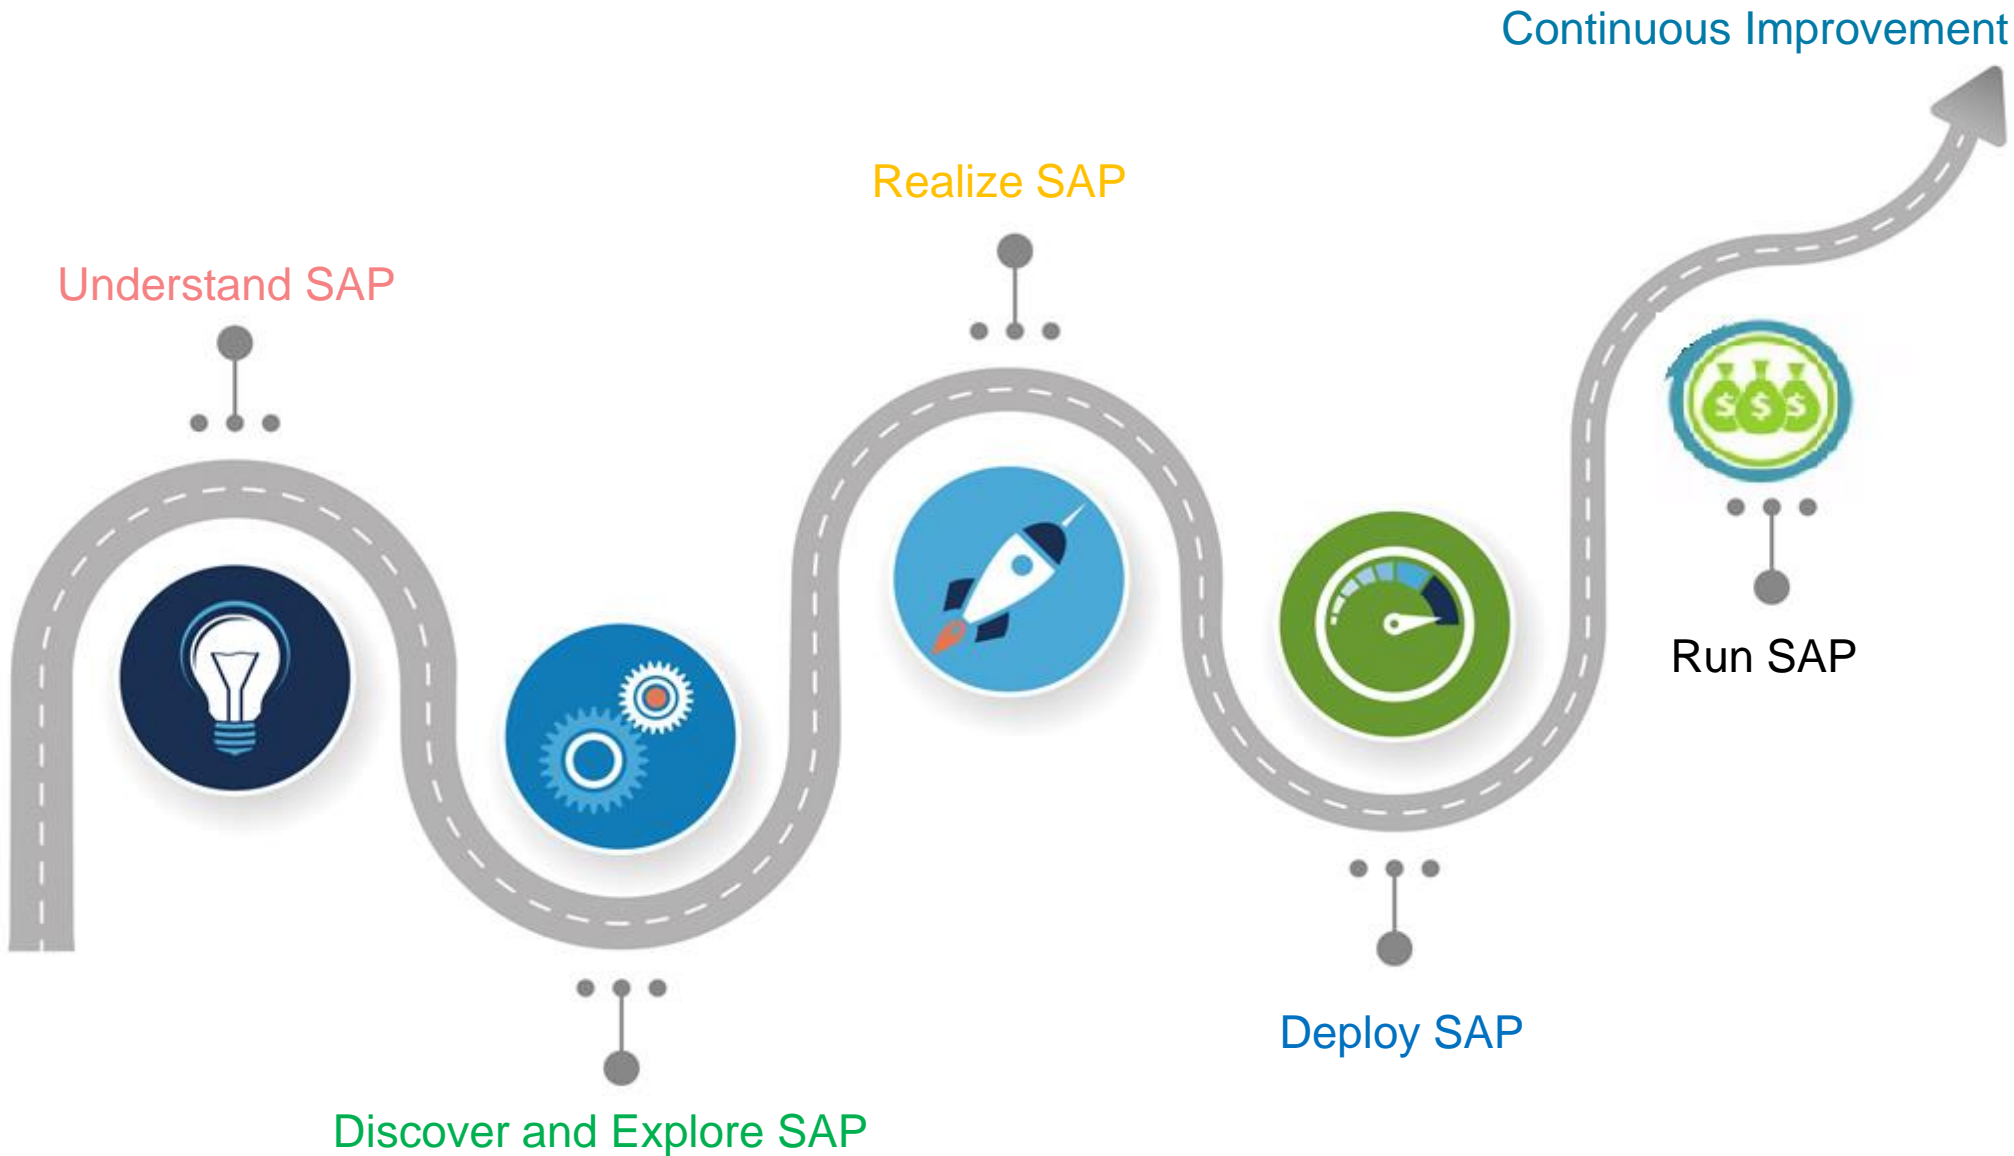 Continuous Improvement
Realize SAP
Understand SAP
$ $ $
Run SAP
Deploy SAP
Discover and Explore SAP